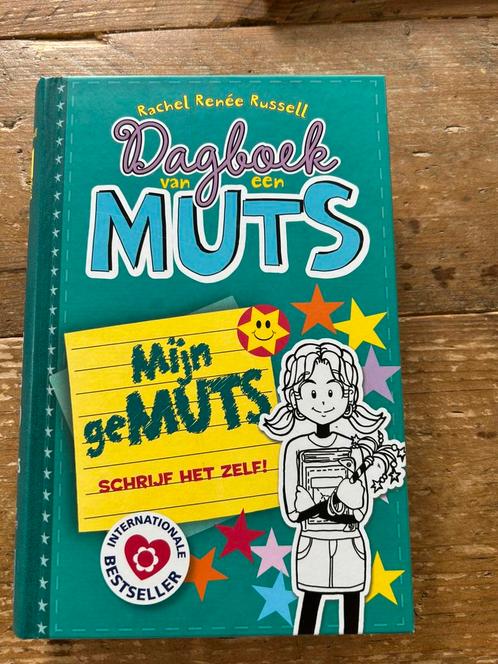 Rachel Renée Russell
Dagboek
van een
MUTS
Mijn
geMUTS
SCHRIJF HET ZELF!
INTERNATIONALE
BESTSELLER